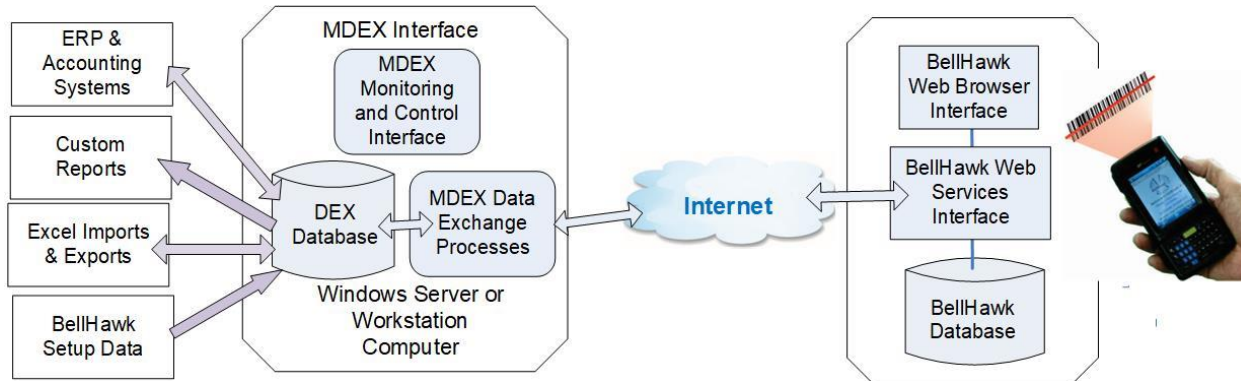 ERP &
Accounting
Systems
Custom
Reports
Excel Imports
& Exports
BellHawk
Setup Data
MDEX Interface
MDEX
Monitoring
and Control
Interface
DEX
Database
MDEX Data
Exchange
Processes
Windows Server or
Workstation
Computer
Internet
BellHawk
Web Browser
Interface
BellHawk Web
Services
Interface
BellHawk
Database